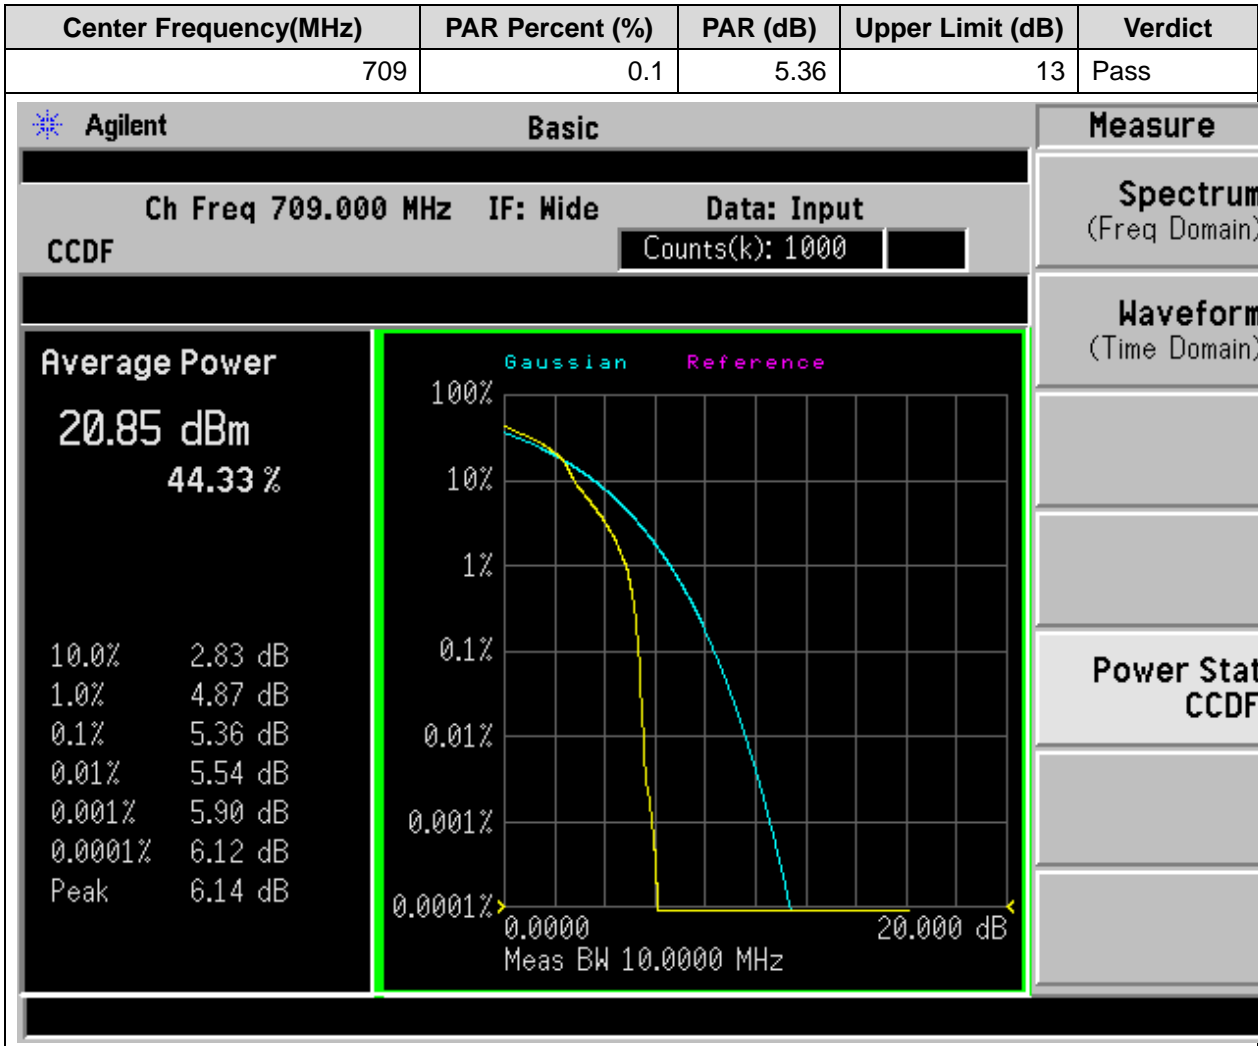 Center Frequency(MHz) PAR Percent (%) PAR (dB) Upper Limit (dB) Verdict
709 0.1 5.36 13 Pass
Agilent Basic Measure
Ch Freq 709.000 MHz IF: Wide Data: Input
CCDF Counts(k): 1000
Spectrum
(Freq Domain)
Waveform
(Time Domain)
Power Stat
CCDF
Average Power
20.85 dBm
44.33 %
10.0% 2.83 dB
1.0% 4.87 dB
0.1% 5.36 dB
0.01% 5.54 dB
0.001% 5.90 dB
0.0001% 6.12 dB
Peak 6.14 dB
Gaussian Reference
100%
10%
1%
0.1%
0.01%
0.001%
0.0001%
0.0000 20.000 dB
Meas BW 10.0000 MHz